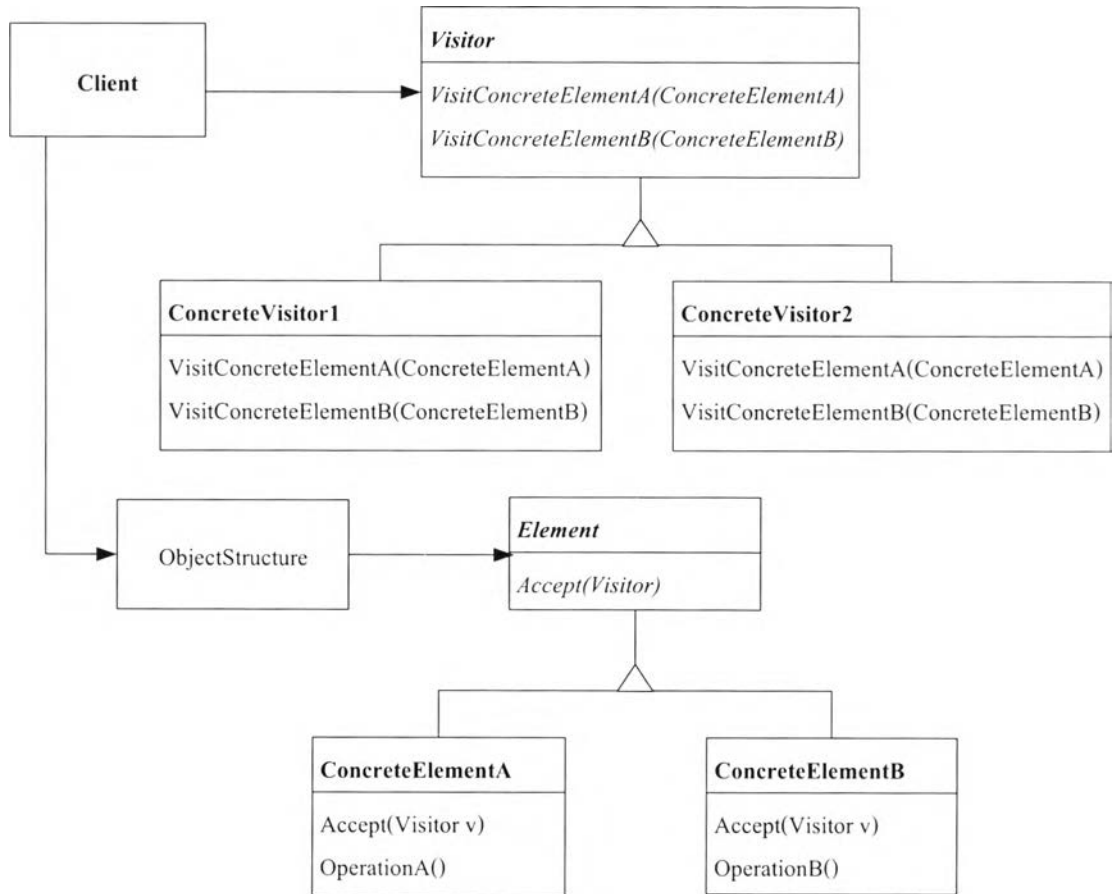 Client
Visitor
VisitConcreteElementA(ConcreteElementA)
VisitConcreteElementB(ConcreteElementB)
ConcreteVisitor1
VisitConcreteElementA(ConcreteElementA)
VisitConcreteElementB(ConcreteElementB)
ConcreteVisitor2
VisitConcreteElementA(ConcreteElementA)
VisitConcreteElementB(ConcreteElementB)
ObjectStructure
Element
Accept(Visitor)
ConcreteElementA
Accept(Visitor v)
OperationA()
ConcreteElementB
Accept(Visitor v)
OperationB()